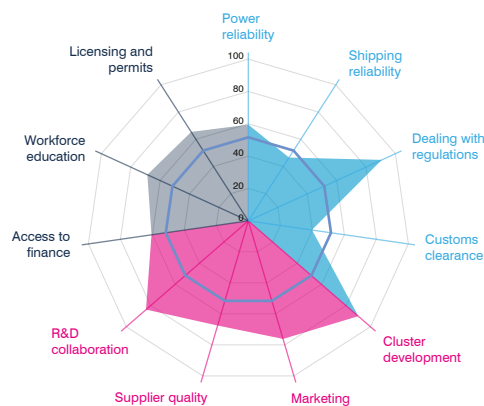 Power
reliability
Shipping
reliability
Dealing with
regulations
Customs
clearance
Cluster
development
Marketing
Supplier quality
R&D
collaboration
Access to
finance
Workforce
education
Licensing and
permits
100
80
60
40
20
0